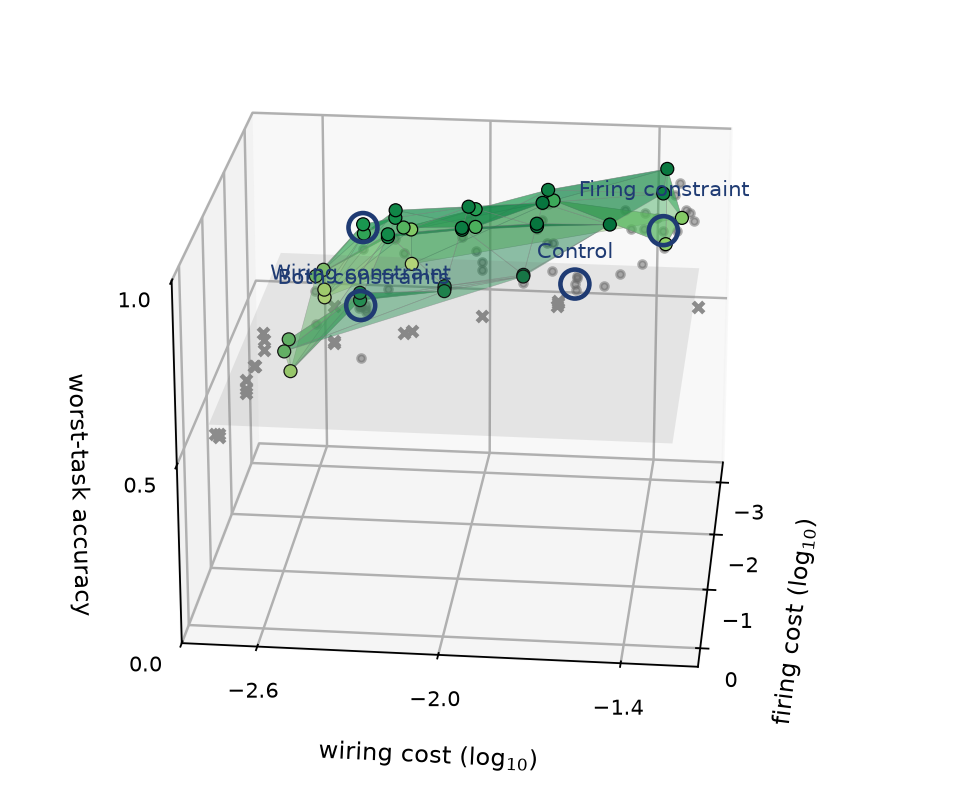 Firing constraint
Control
Wiring constraint
Both constraints
1.0
0.5
0.0
worst-task accuracy
−2.6
−2.0
−1.4
wiring cost (log₁₀)
−3
−2
−1
0
firing cost (log₁₀)